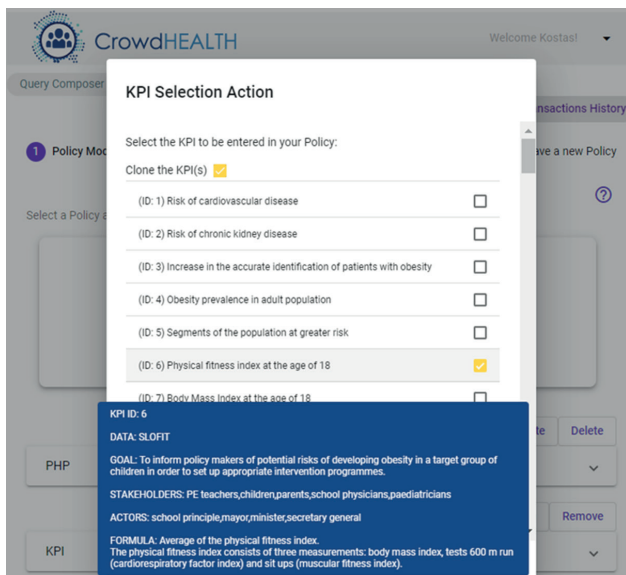 CrowdHEALTH
Welcome Kostas!
Query Composer
KPI Selection Action
nsactions History
Select the KPI to be entered in your Policy:
1 Policy Mod
ave a new Policy
Clone the KPI(s)
(ID: 1) Risk of cardiovascular disease
Select a Policy a
(ID: 2) Risk of chronic kidney disease
(ID: 3) Increase in the accurate identification of patients with obesity
(ID: 4) Obesity prevalence in adult population
(ID: 5) Segments of the population at greater risk
(ID: 6) Physical fitness index at the age of 18
(ID: 7) Body Mass Index at the age of 18
KPI ID: 6
te Delete
DATA: SLOFIT
GOAL: To inform policy makers of potential risks of developing obesity in a target group of
children in order to set up appropriate intervention programmes.
PHP
STAKEHOLDERS: PE teachers,children,parents,school physicians,paediatricians
ACTORS: school principle,mayor,minister,secretary general
Remove
FORMULA: Average of the physical fitness index.
The physical fitness index consists of three measurements: body mass index, tests 600 m run
(cardiorespiratory factor index) and sit ups (muscular fitness index).
KPI